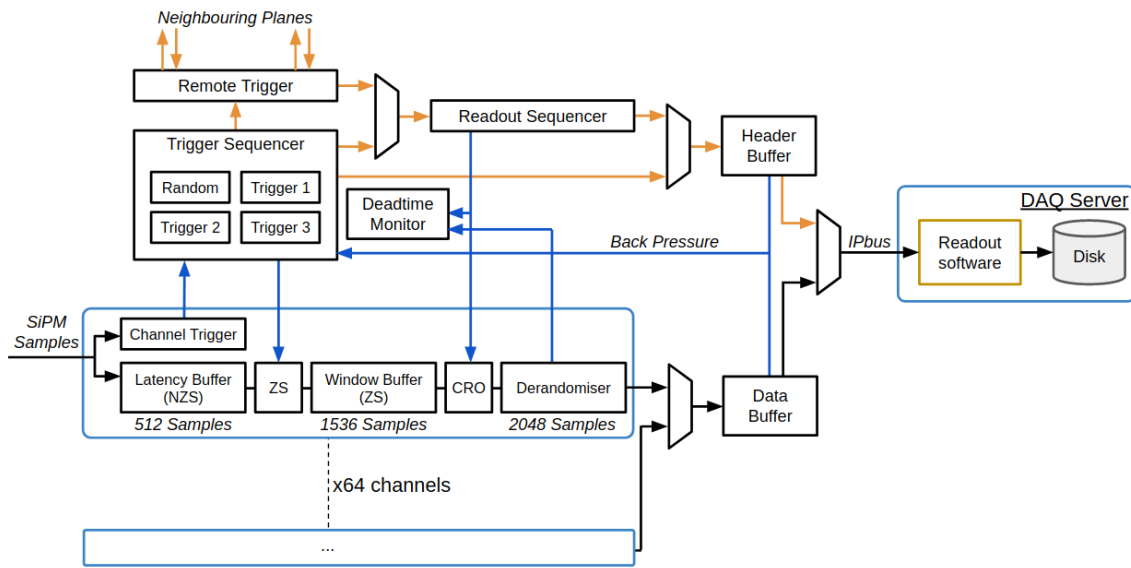 Neighbouring Planes
Remote Trigger
Trigger Sequencer
Random
Trigger 1
Trigger 2
Trigger 3
Readout Sequencer
Header
Buffer
Deadtime
Monitor
Back Pressure
IPbus
DAQ Server
Readout
software
Disk
SiPM
Samples
Channel Trigger
Latency Buffer
(NZS)
ZS
Window Buffer
(ZS)
CRO
Derandomiser
512 Samples
1536 Samples
2048 Samples
Data
Buffer
x64 channels
...